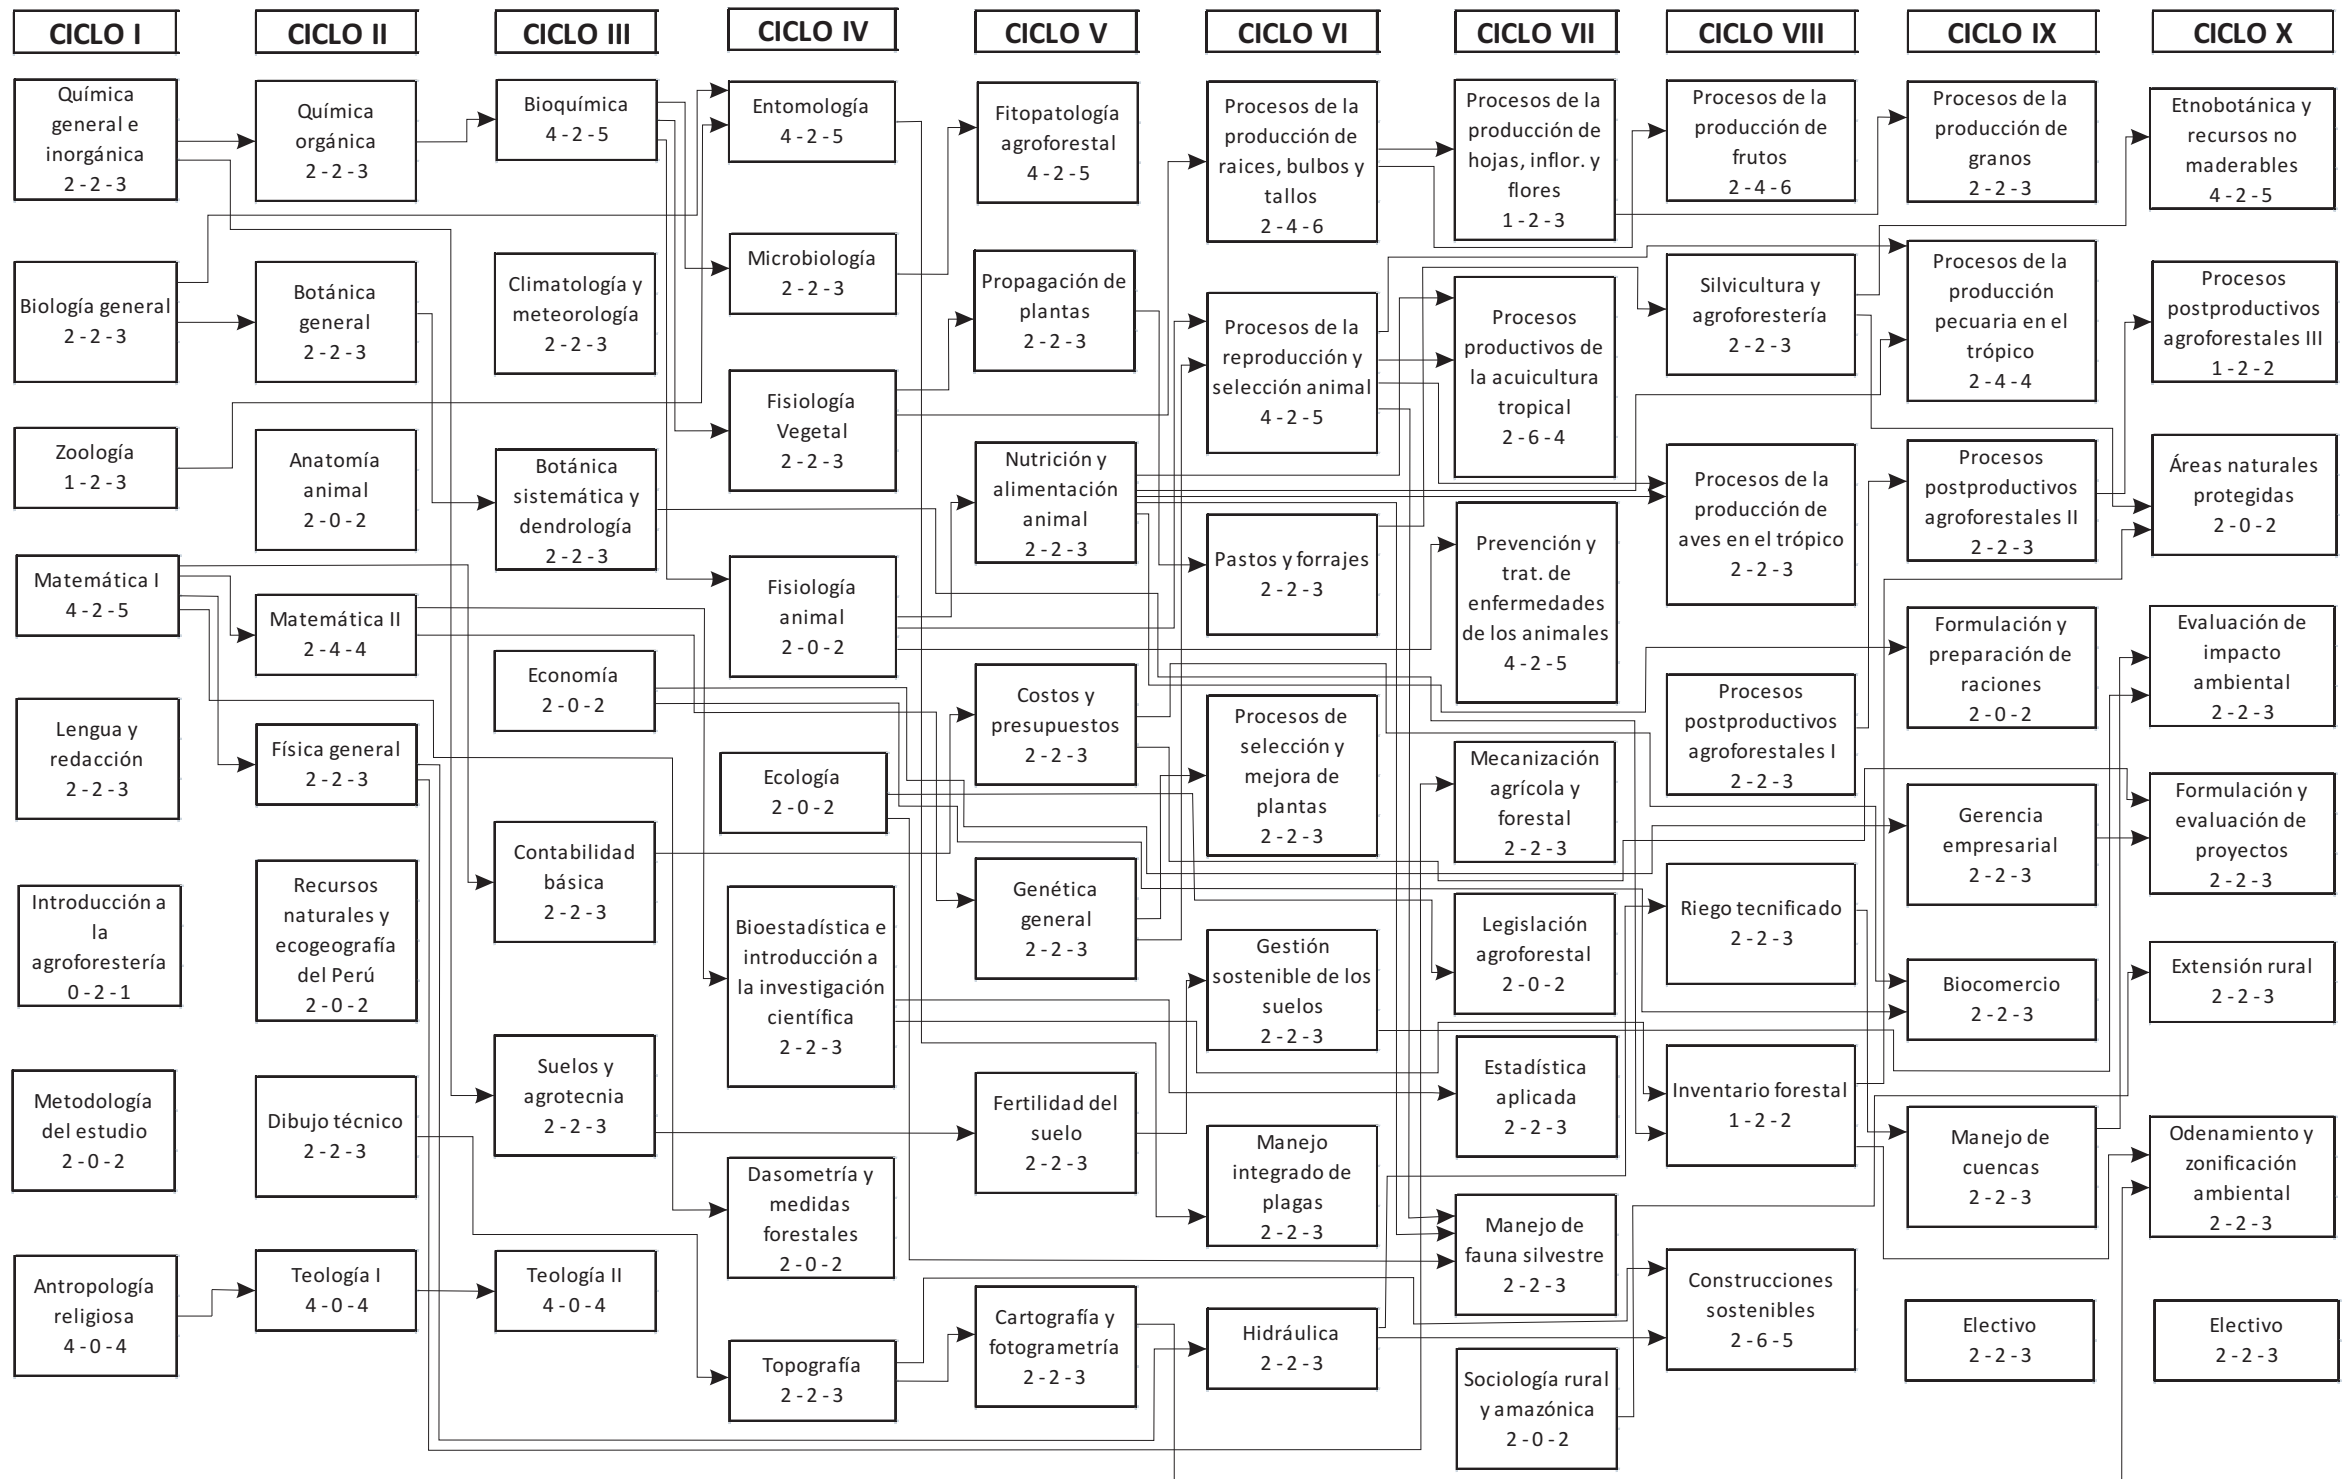 CICLO I
CICLO II
CICLO III
CICLO IV
CICLO V
CICLO VI
CICLO VII
CICLO VIII
CICLO IX
CICLO X
Química
general e
inorgánica
2 - 2 - 3
Biología general
2 - 2 - 3
Zoología
1 - 2 - 3
Matemática I
4 - 2 - 5
Lengua y
redacción
2 - 2 - 3
Introducción a
la
agroforestería
0 - 2 - 1
Metodología
del estudio
2 - 0 - 2
Antropología
religiosa
4 - 0 - 4
Química
orgánica
2 - 2 - 3
Botánica
general
2 - 2 - 3
Anatomía
animal
2 - 0 - 2
Matemática II
2 - 4 - 4
Física general
2 - 2 - 3
Recursos
naturales y
ecogeografía
del Perú
2 - 0 - 2
Dibujo técnico
2 - 2 - 3
Teología I
4 - 0 - 4
Bioquímica
4 - 2 - 5
Climatología y
meteorología
2 - 2 - 3
Botánica
sistemática y
dendrología
2 - 2 - 3
Economía
2 - 0 - 2
Contabilidad
básica
2 - 2 - 3
Suelos y
agrotecnia
2 - 2 - 3
Teología II
4 - 0 - 4
Entomología
4 - 2 - 5
Microbiología
2 - 2 - 3
Fisiología
Vegetal
2 - 2 - 3
Fisiología
animal
2 - 0 - 2
Ecología
2 - 0 - 2
Bioestadística e
introducción a
la investigación
científica
2 - 2 - 3
Dasometría y
medidas
forestales
2 - 0 - 2
Topografía
2 - 2 - 3
Fitopatología
agroforestal
4 - 2 - 5
Propagación de
plantas
2 - 2 - 3
Nutrición y
alimentación
animal
2 - 2 - 3
Costos y
presupuestos
2 - 2 - 3
Genética
general
2 - 2 - 3
Fertilidad del
suelo
2 - 2 - 3
Cartografía y
fotogrametría
2 - 2 - 3
Procesos de la
producción de
raices, bulbos y
tallos
2 - 4 - 6
Procesos de la
reproducción y
selección animal
4 - 2 - 5
Pastos y forrajes
2 - 2 - 3
Procesos de
selección y
mejora de
plantas
2 - 2 - 3
Gestión
sostenible de los
suelos
2 - 2 - 3
Manejo
integrado de
plagas
2 - 2 - 3
Hidráulica
2 - 2 - 3
Procesos de la
producción de
hojas, inflor. y
flores
1 - 2 - 3
Procesos
productivos de
la acuicultura
tropical
2 - 6 - 4
Prevención y
trat. de
enfermedades
de los animales
4 - 2 - 5
Mecanización
agrícola y
forestal
2 - 2 - 3
Legislación
agroforestal
2 - 0 - 2
Estadística
aplicada
2 - 2 - 3
Manejo de
fauna silvestre
2 - 2 - 3
Sociología rural
y amazónica
2 - 0 - 2
Procesos de la
producción de
frutos
2 - 4 - 6
Silvicultura y
agroforestería
2 - 2 - 3
Procesos de la
producción de
aves en el trópico
2 - 2 - 3
Procesos
postproductivos
agroforestales I
2 - 2 - 3
Riego tecnificado
2 - 2 - 3
Inventario forestal
1 - 2 - 2
Construcciones
sostenibles
2 - 6 - 5
Procesos de la
producción de
granos
2 - 2 - 3
Procesos de la
producción
pecuaria en el
trópico
2 - 4 - 4
Procesos
postproductivos
agroforestales II
2 - 2 - 3
Formulación y
preparación de
raciones
2 - 0 - 2
Gerencia
empresarial
2 - 2 - 3
Biocomercio
2 - 2 - 3
Manejo de
cuencas
2 - 2 - 3
Electivo
2 - 2 - 3
Etnobotánica y
recursos no
maderables
4 - 2 - 5
Procesos
postproductivos
agroforestales III
1 - 2 - 2
Áreas naturales
protegidas
2 - 0 - 2
Evaluación de
impacto
ambiental
2 - 2 - 3
Formulación y
evaluación de
proyectos
2 - 2 - 3
Extensión rural
2 - 2 - 3
Odenamiento y
zonificación
ambiental
2 - 2 - 3
Electivo
2 - 2 - 3